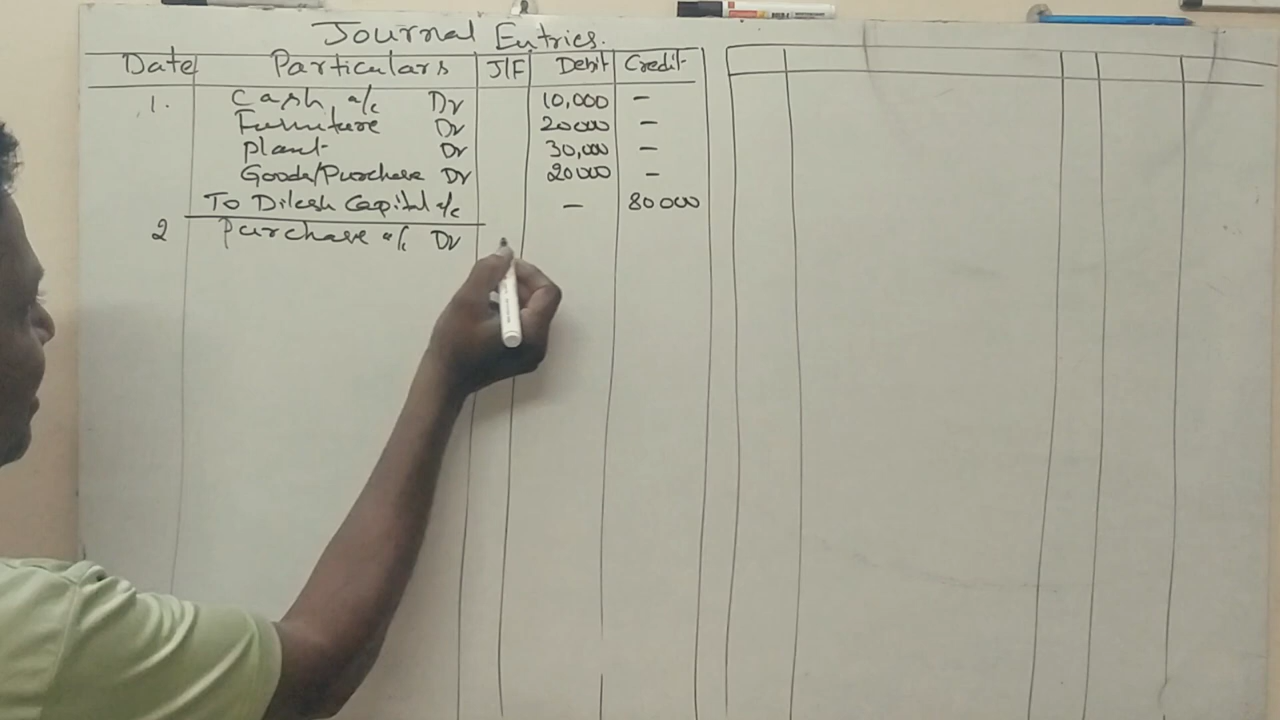 Journal Entries.
Date Particulars J/F Debit Credit
1. Cash a/c Dr 10,000 –
Furniture Dr 20000 –
Plant Dr 30,000 –
Goods/Purchase Dr 20000 –
To Dilesh Capital a/c – 80000
2 Purchase a/c Dr